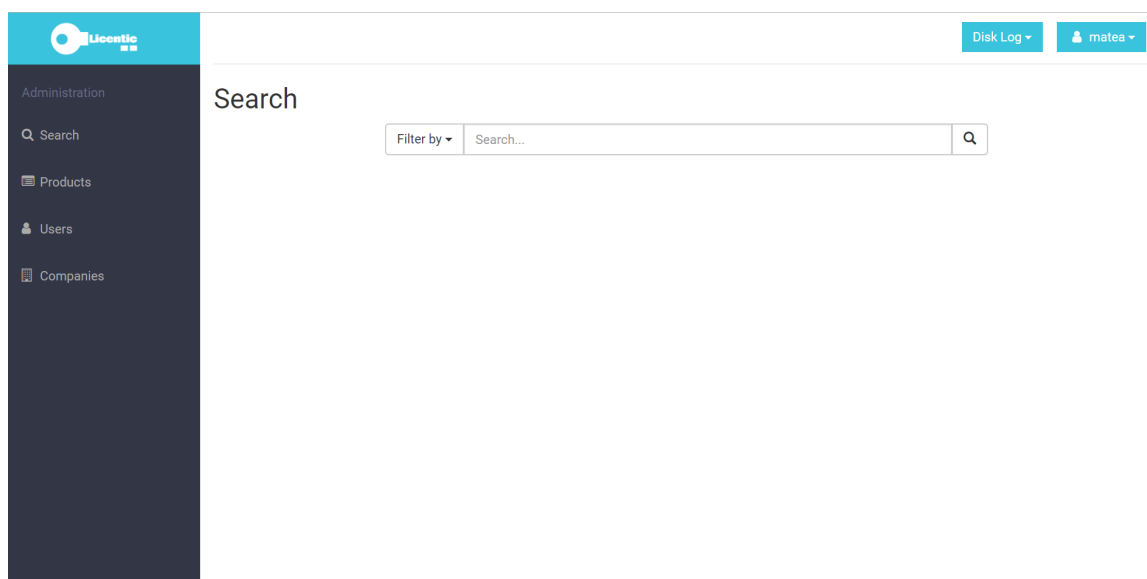 Licentic
Disk Log
matea
Administration
Search
Products
Users
Companies
Search
Filter by
Search...